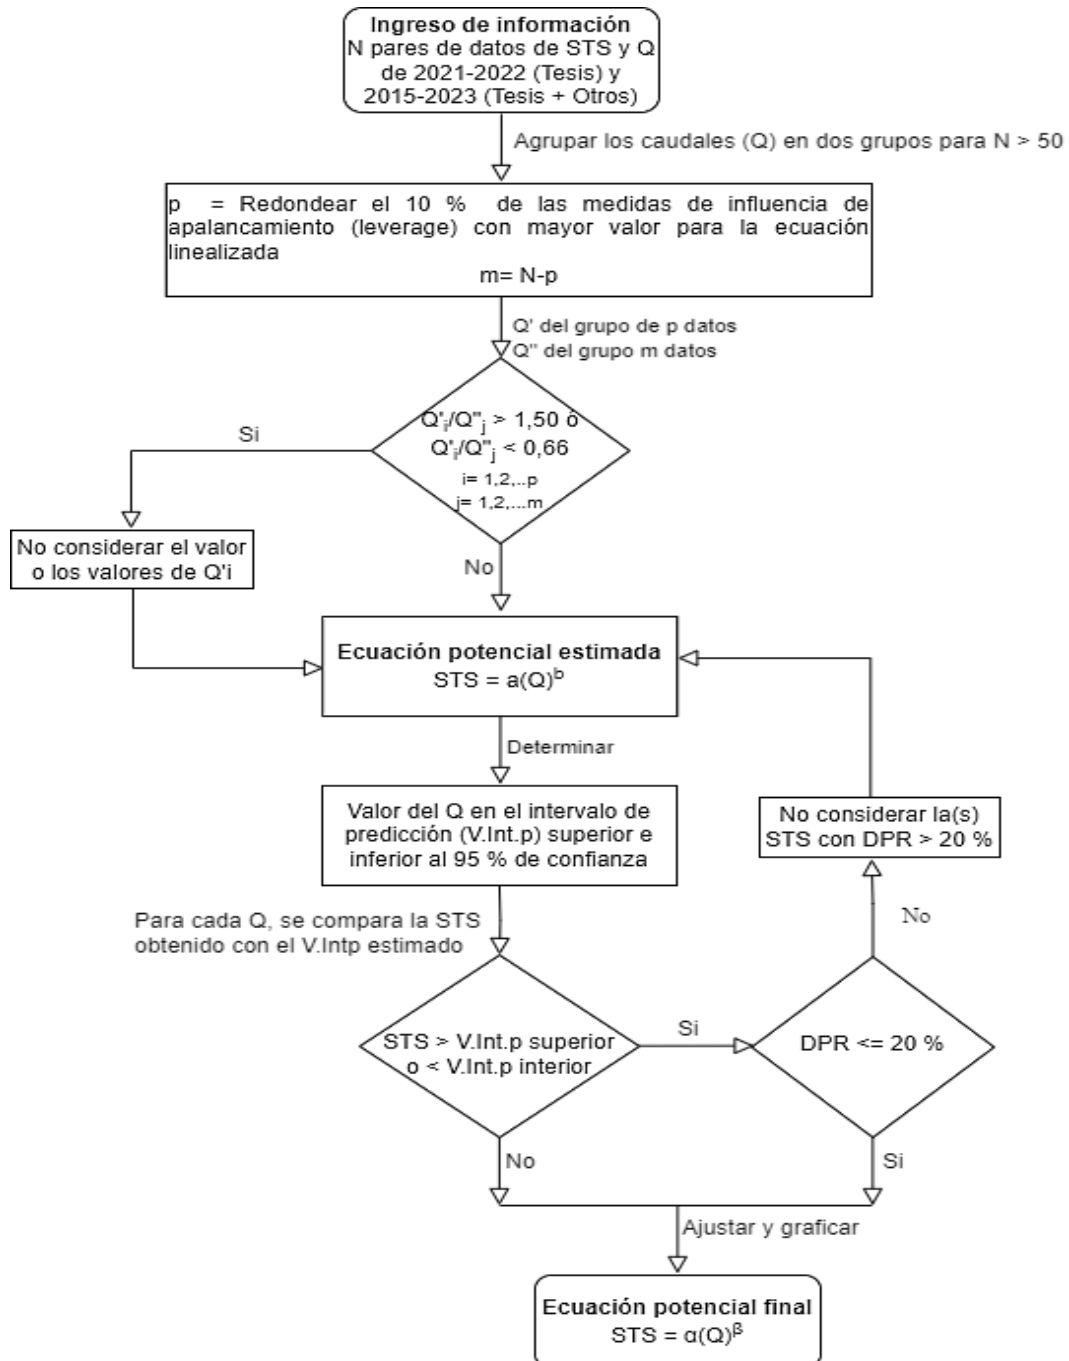 Ingreso de información
N pares de datos de STS y Q
de 2021-2022 (Tesis) y
2015-2023 (Tesis + Otros)
Agrupar los caudales (Q) en dos grupos para N > 50
p = Redondear el 10 % de las medidas de influencia de
apalancamiento (leverage) con mayor valor para la ecuación
linealizada
m= N-p
Q' del grupo de p datos
Q" del grupo m datos
Q'i/Q"j > 1,50 ó
Q'i/Q"j < 0,66
i= 1,2,..p
j= 1,2,...m
Si
No considerar el valor
o los valores de Q'i
No
Ecuación potencial estimada
STS = a(Q)^b
Determinar
Valor del Q en el intervalo de
predicción (V.Int.p) superior e
inferior al 95 % de confianza
No considerar la(s)
STS con DPR > 20 %
Para cada Q, se compara la STS
obtenido con el V.Intp estimado
No
STS > V.Int.p superior
o < V.Int.p interior
Si
DPR <= 20 %
No
Si
Ajustar y graficar
Ecuación potencial final
STS = α(Q)^β